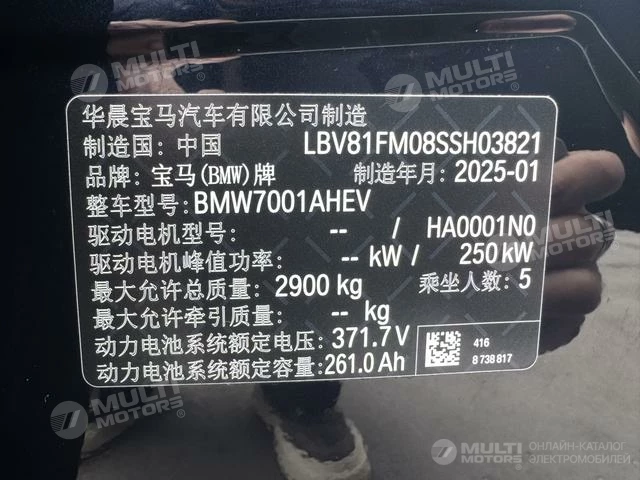 华晨宝马汽车有限公司制造
制造国: 中国 LBV81FM08SSH03821
品牌: 宝马(BMW)牌 制造年月: 2025-01
整车型号: BMW7001AHEV
驱动电机型号: -- / HA0001N0
驱动电机峰值功率: -- kW/ 250 kW
最大允许总质量: 2900 kg 乘坐人数: 5
最大允许牵引质量: -- kg
动力电池系统额定电压: 371.7 V
动力电池系统额定容量: 261.0 Ah
416
8 738 817
MULTI MOTORS
MULTI MOTORS
MULTI MOTORS
MULTI MOTORS
MULTI MOTORS
ОНЛАЙН-КАТАЛОГ
ЭЛЕКТРОМОБИЛЕЙ